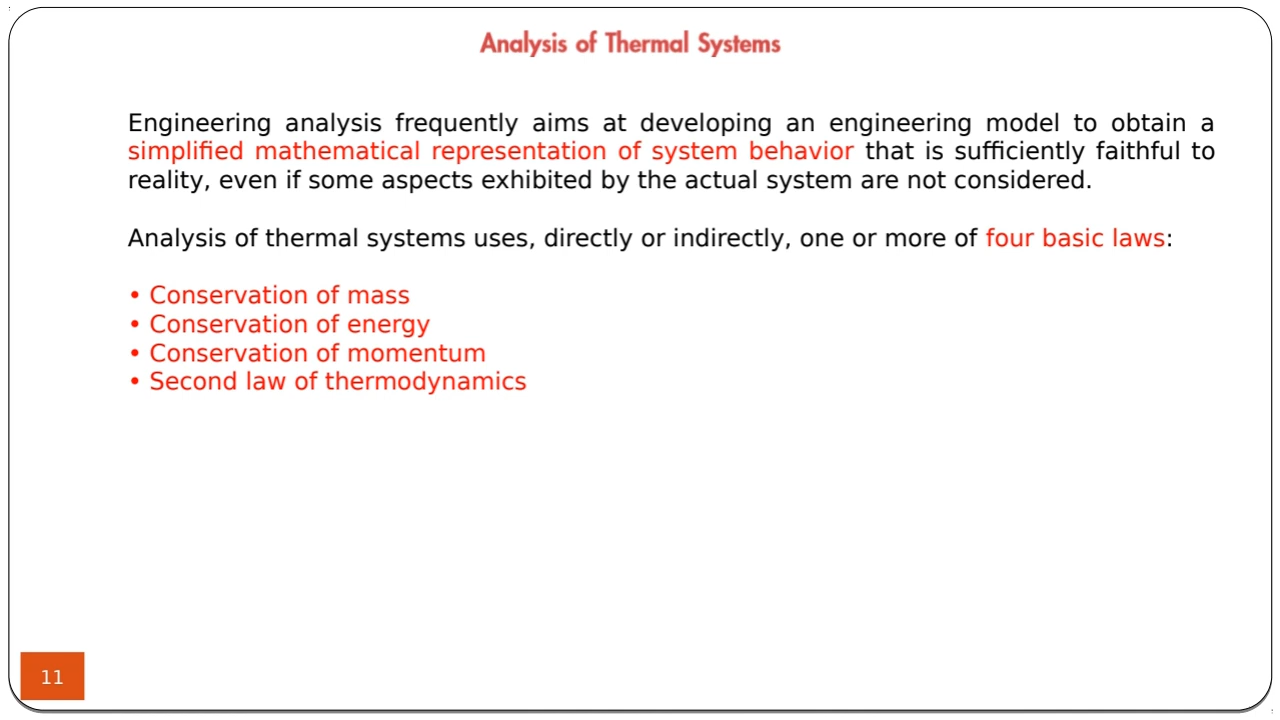 Analysis of Thermal Systems
Engineering analysis frequently aims at developing an engineering model to obtain a
simplified mathematical representation of system behavior that is sufficiently faithful to
reality, even if some aspects exhibited by the actual system are not considered.
Analysis of thermal systems uses, directly or indirectly, one or more of four basic laws:
• Conservation of mass
• Conservation of energy
• Conservation of momentum
• Second law of thermodynamics
11